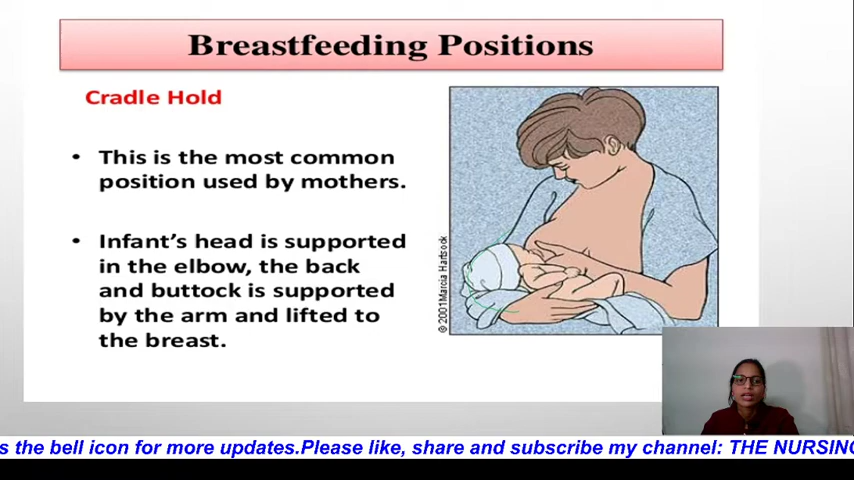 Breastfeeding Positions
Cradle Hold
• This is the most common
position used by mothers.
• Infant's head is supported
in the elbow, the back
and buttock is supported
by the arm and lifted to
the breast.
© 2001 Marcia Hartsock
s the bell icon for more updates.Please like, share and subscribe my channel: THE NURSING